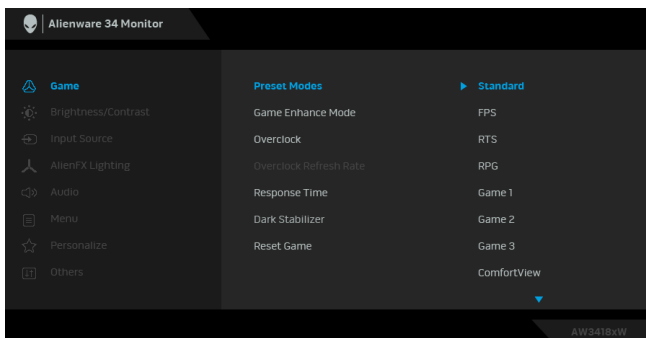 Alienware 34 Monitor
Game Preset Modes Standard
Brightness/Contrast Game Enhance Mode FPS
Input Source Overclock RTS
AlienFX Lighting Overclock Refresh Rate RPG
Audio Response Time Game 1
Menu Dark Stabilizer Game 2
Personalize Reset Game Game 3
Others ComfortView
AW3418xW